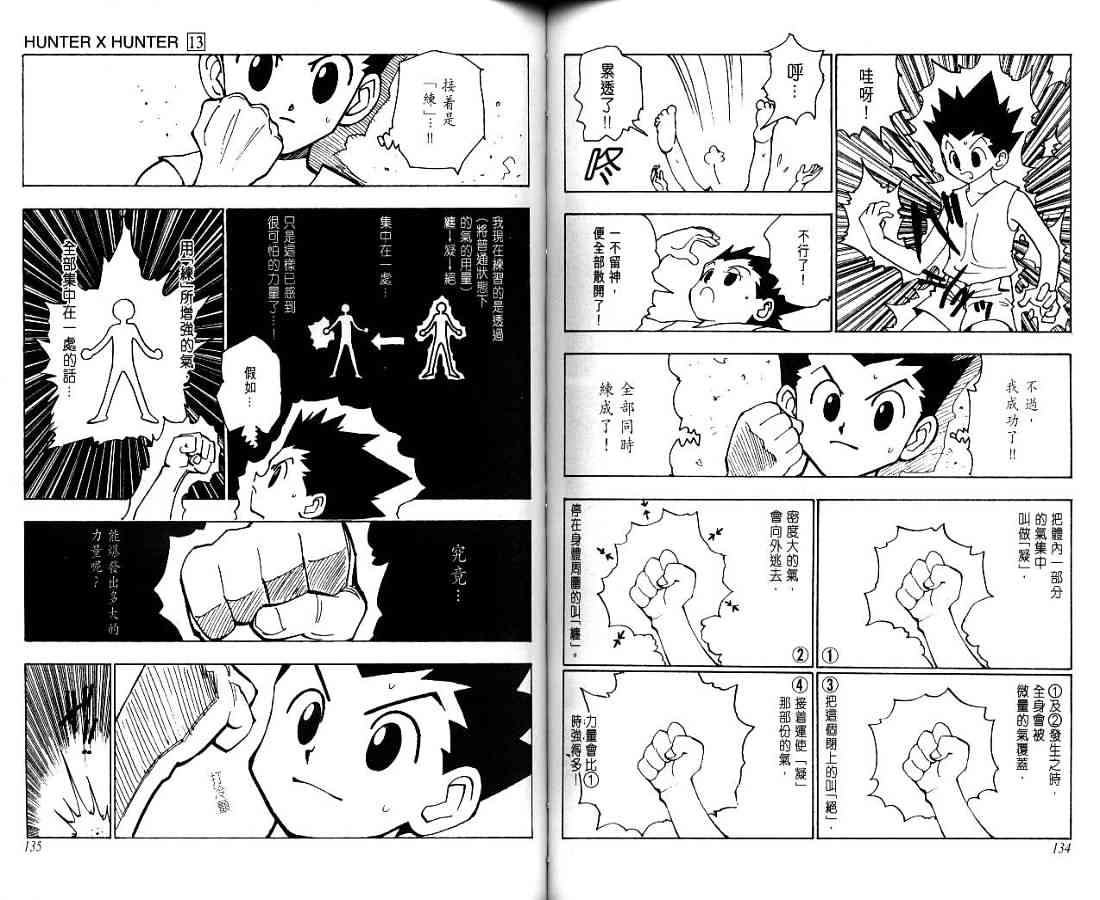 HUNTER X HUNTER 13
哇呀！
呼…
累透了!!
咚
不行了！
一不留神，
便全部散開了！
不過，
我成功了!!
全部同時
練成了！
把體內一部分
的氣集中
叫做「凝」，
①
密度大的氣，
會向外逃去，
停在身體周圍的叫「纏」。
②
①及②發生之時，
全身會被
微量的氣覆蓋，
③把這個閉上的叫「絕」，
④
接着運使「凝」
那部份的氣，
力量會比①
時強得多！
134
接着是
「練」…!!
我現在練習的是透過
（將普通狀態下
的氣的用量）
纏→凝→絕
集中在一處…
只是這樣已感到
很可怕的力量了…！
假如…
用「練」所增強的氣，
全部集中在一處的話…
究竟…
能爆發出多大的
力量呢？
打冷顫
135